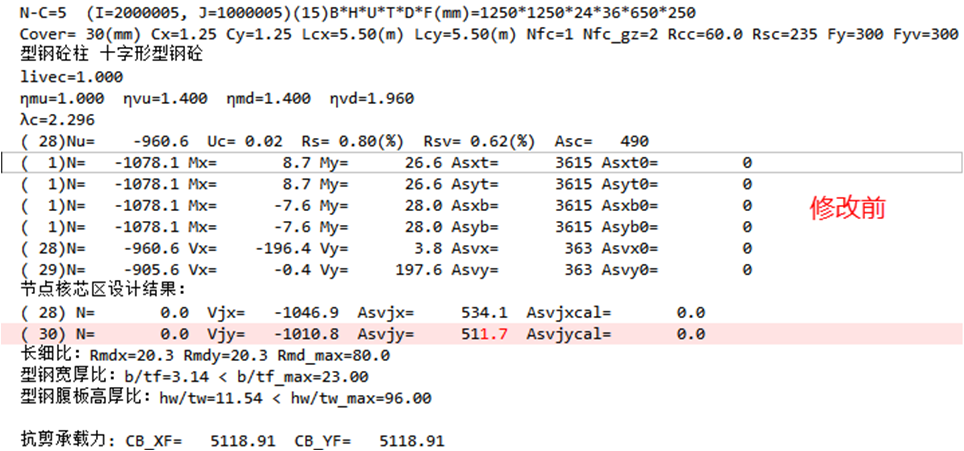 N-C=5 (I=2000005, J=1000005)(15)B*H*U*T*D*F(mm)=1250*1250*24*36*650*250
Cover= 30(mm) Cx=1.25 Cy=1.25 Lcx=5.50(m) Lcy=5.50(m) Nfc=1 Nfc_gz=2 Rcc=60.0 Rsc=235 Fy=300 Fyv=300
型钢砼柱 十字形型钢砼
livec=1.000
ημu=1.000 ηvu=1.400 ηmd=1.400 ηvd=1.960
λc=2.296
( 28)Nu= -960.6 Uc= 0.02 Rs= 0.80(%) Rsv= 0.62(%) Asc= 490
( 1)N= -1078.1 Mx= 8.7 My= 26.6 Asxt= 3615 Asxt0= 0
( 1)N= -1078.1 Mx= 8.7 My= 26.6 Asyt= 3615 Asyt0= 0
( 1)N= -1078.1 Mx= -7.6 My= 28.0 Asxb= 3615 Asxb0= 0
( 1)N= -1078.1 Mx= -7.6 My= 28.0 Asyb= 3615 Asyb0= 0
修改前
( 28)N= -960.6 Vx= -196.4 Vy= 3.8 Asvx= 363 Asvx0= 0
( 29)N= -905.6 Vx= -0.4 Vy= 197.6 Asvy= 363 Asvy0= 0
节点核芯区设计结果:
( 28) N= 0.0 Vjx= -1046.9 Asvjx= 534.1 Asvjxcal= 0.0
( 30) N= 0.0 Vjy= -1010.8 Asvjy= 511.7 Asvjycal= 0.0
长细比: Rmdx=20.3 Rmdy=20.3 Rmd_max=80.0
型钢宽厚比: b/tf=3.14 < b/tf_max=23.00
型钢腹板高厚比: hw/tw=11.54 < hw/tw_max=96.00
抗剪承载力: CB_XF= 5118.91 CB_YF= 5118.91